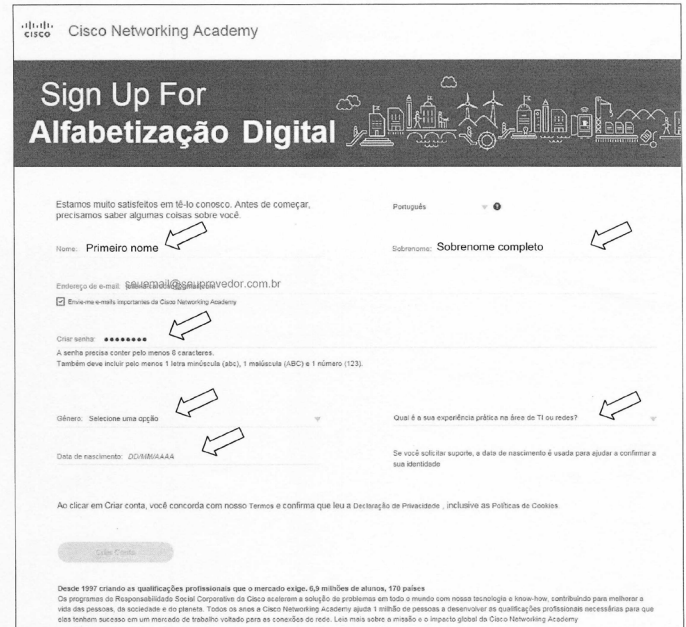 CISCO Cisco Networking Academy
Sign Up For
Alfabetização Digital
Estamos muito satisfeitos em tê-lo conosco. Antes de começar,
precisamos saber algumas coisas sobre você.
Português
Nome: Primeiro nome
Sobrenome: Sobrenome completo
Endereço de e-mail: seuemail@seuprovedor.com.br
Envie-me e-mails importantes da Cisco Networking Academy
Criar senha:
A senha precisa conter pelo menos 8 caracteres.
Também deve incluir pelo menos 1 letra minúscula (abc), 1 maiúscula (ABC) e 1 número (123).
Gênero: Selecione uma opção
Qual é a sua experiência prática na área de TI ou redes?
Data de nascimento: DD/MM/AAAA
Se você solicitar suporte, a data de nascimento é usada para ajudar a confirmar a
sua identidade
Ao clicar em Criar conta, você concorda com nosso Termos e confirma que leu a Declaração de Privacidade , inclusive as Políticas de Cookies
Criar Conta
Desde 1997 criando as qualificações profissionais que o mercado exige. 6,9 milhões de alunos, 170 países
Os programas de Responsabilidade Social Corporativa da Cisco aceleram a solução de problemas em todo o mundo com nossa tecnologia e know-how, contribuindo para melhorar a
vida das pessoas, da sociedade e do planeta. Todos os anos a Cisco Networking Academy ajuda 1 milhão de pessoas a desenvolver as qualificações profissionais necessárias para que
elas tenham sucesso em um mercado de trabalho voltado para as conexões de rede. Leia mais sobre a missão e o impacto global da Cisco Networking Academy